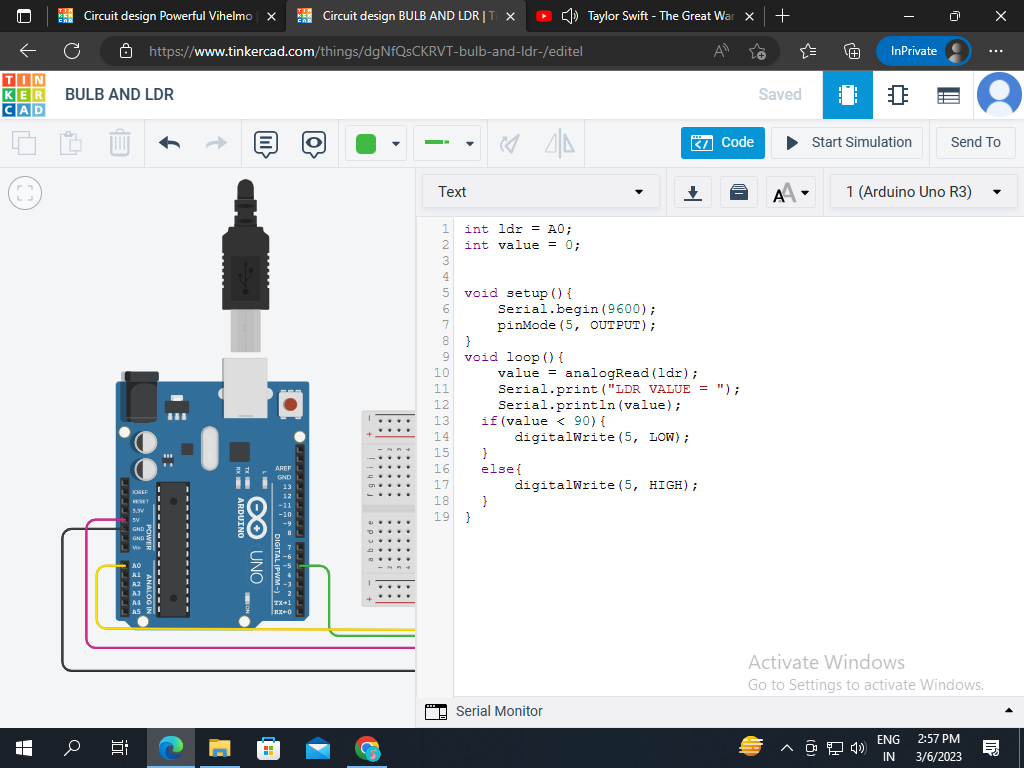 Circuit design Powerful Vihelmo
Circuit design BULB AND LDR | Ti
Taylor Swift - The Great War
https://www.tinkercad.com/things/dgNfQsCKRVT-bulb-and-ldr-/editel
InPrivate
TIN
KER
CAD
BULB AND LDR
Saved
Code
Start Simulation
Send To
Text
1 (Arduino Uno R3)
1 int ldr = A0;
2 int value = 0;
3
4
5 void setup(){
6 Serial.begin(9600);
7 pinMode(5, OUTPUT);
8 }
9 void loop(){
10 value = analogRead(ldr);
11 Serial.print("LDR VALUE = ");
12 Serial.println(value);
13 if(value < 90){
14 digitalWrite(5, LOW);
15 }
16 else{
17 digitalWrite(5, HIGH);
18 }
19 }
IOREF
RESET
3.3V
5V
GND
GND
Vin
POWER
A0
A1
A2
A3
A4
A5
ANALOG IN
AREF
GND
13
12
~11
~10
~9
8
7
~6
~5
4
~3
2
TX→1
RX←0
DIGITAL (PWM~)
TX
RX
L
ON
ARDUINO
UNO
a b c d e
f g h i j
Activate Windows
Go to Settings to activate Windows.
Serial Monitor
ENG
IN
2:57 PM
3/6/2023